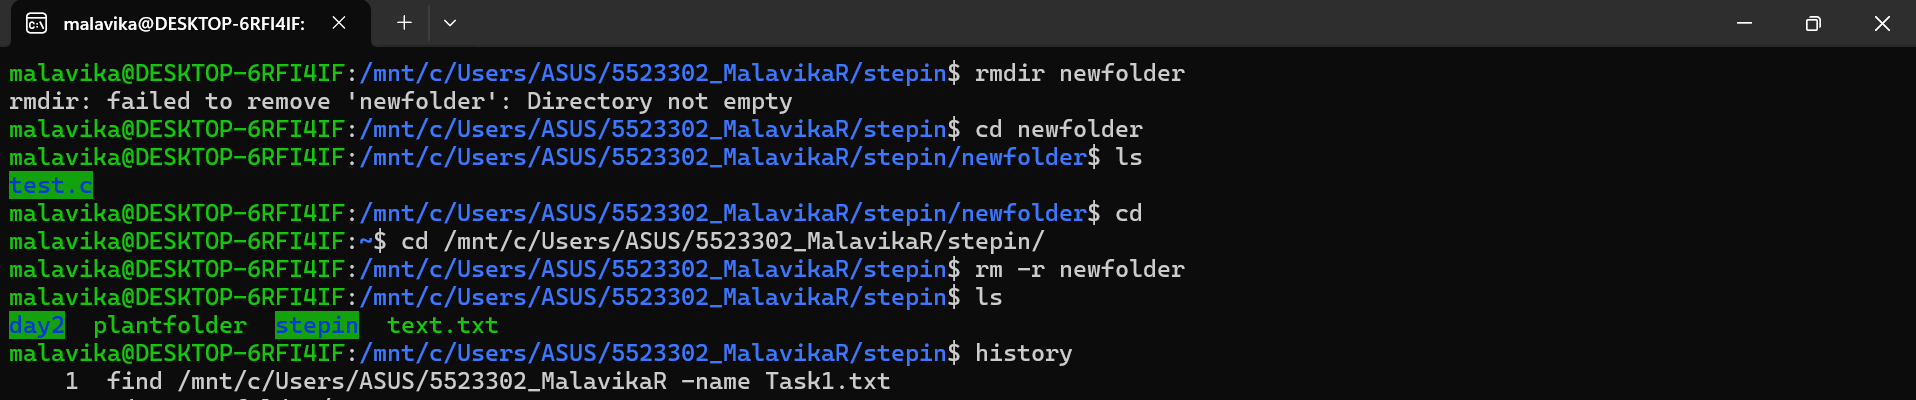 malavika@DESKTOP-6RFI4IF:
malavika@DESKTOP-6RFI4IF:/mnt/c/Users/ASUS/5523302_MalavikaR/stepin$ rmdir newfolder
rmdir: failed to remove 'newfolder': Directory not empty
malavika@DESKTOP-6RFI4IF:/mnt/c/Users/ASUS/5523302_MalavikaR/stepin$ cd newfolder
malavika@DESKTOP-6RFI4IF:/mnt/c/Users/ASUS/5523302_MalavikaR/stepin/newfolder$ ls
test.c
malavika@DESKTOP-6RFI4IF:/mnt/c/Users/ASUS/5523302_MalavikaR/stepin/newfolder$ cd
malavika@DESKTOP-6RFI4IF:~$ cd /mnt/c/Users/ASUS/5523302_MalavikaR/stepin/
malavika@DESKTOP-6RFI4IF:/mnt/c/Users/ASUS/5523302_MalavikaR/stepin$ rm -r newfolder
malavika@DESKTOP-6RFI4IF:/mnt/c/Users/ASUS/5523302_MalavikaR/stepin$ ls
day2  plantfolder  stepin  text.txt
malavika@DESKTOP-6RFI4IF:/mnt/c/Users/ASUS/5523302_MalavikaR/stepin$ history
    1  find /mnt/c/Users/ASUS/5523302_MalavikaR -name Task1.txt